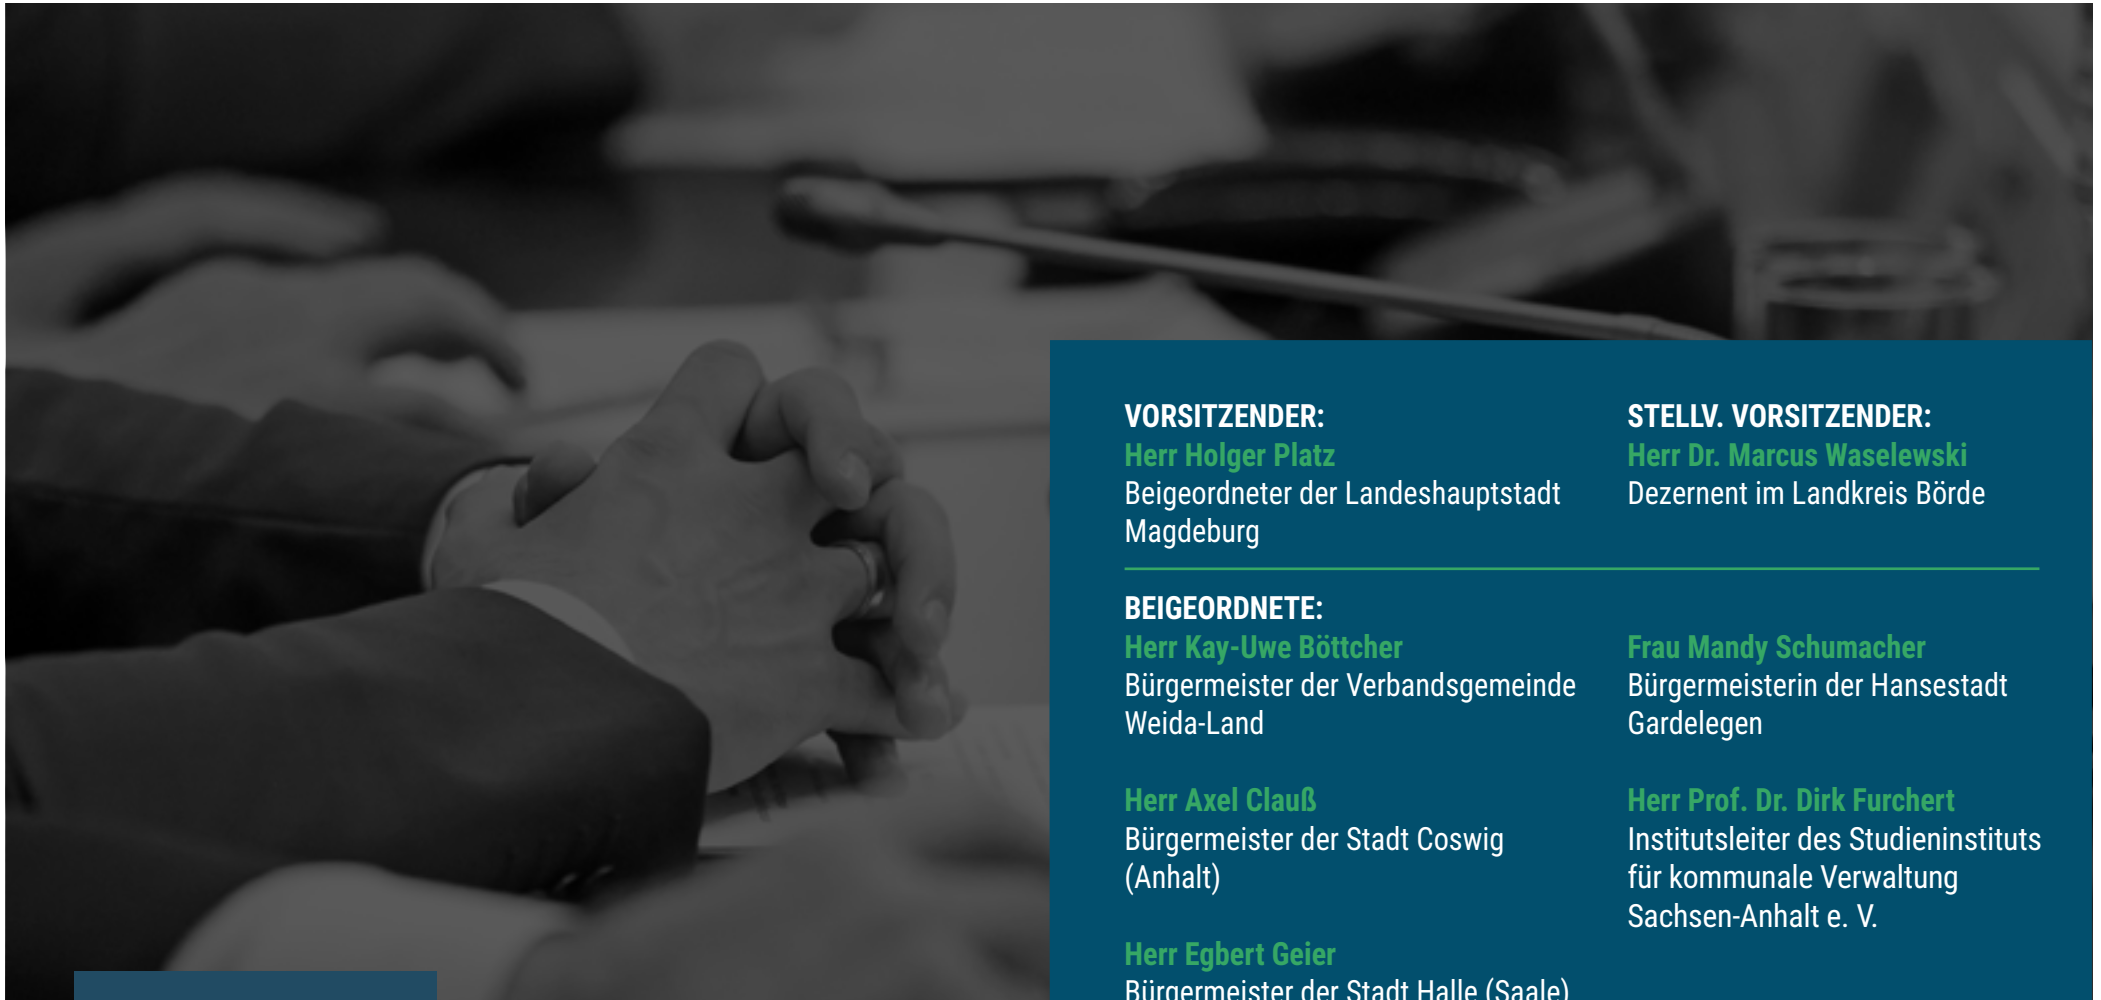 VORSITZENDER:
Herr Holger Platz
Beigeordneter der Landeshauptstadt
Magdeburg
STELLV. VORSITZENDER:
Herr Dr. Marcus Waselewski
Dezernent im Landkreis Börde
BEIGEORDNETE:
Herr Kay-Uwe Böttcher
Bürgermeister der Verbandsgemeinde
Weida-Land
Herr Axel Clauß
Bürgermeister der Stadt Coswig
(Anhalt)
Herr Egbert Geier
Bürgermeister der Stadt Halle (Saale)
Frau Mandy Schumacher
Bürgermeisterin der Hansestadt
Gardelegen
Herr Prof. Dr. Dirk Furchert
Institutsleiter des Studieninstituts
für kommunale Verwaltung
Sachsen-Anhalt e. V.